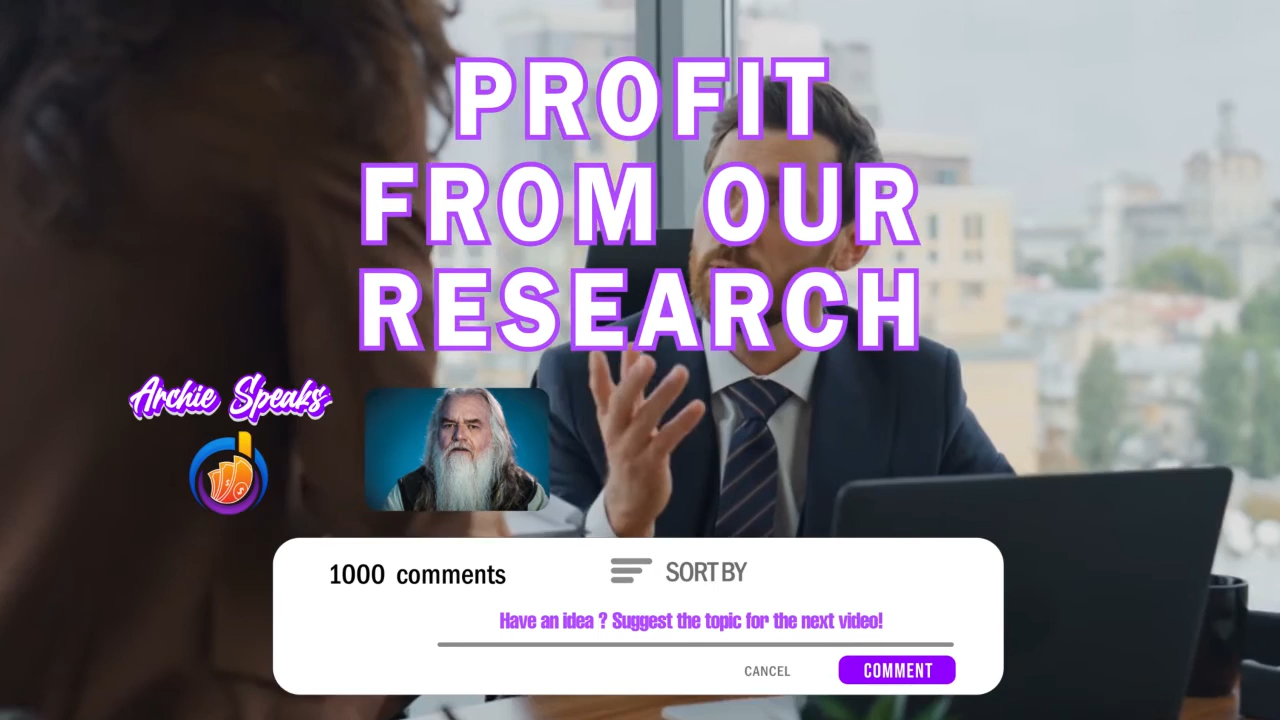 PROFIT
FROM OUR
RESEARCH
Archie Speaks
1000 comments
SORT BY
Have an idea ? Suggest the topic for the next video!
CANCEL
COMMENT